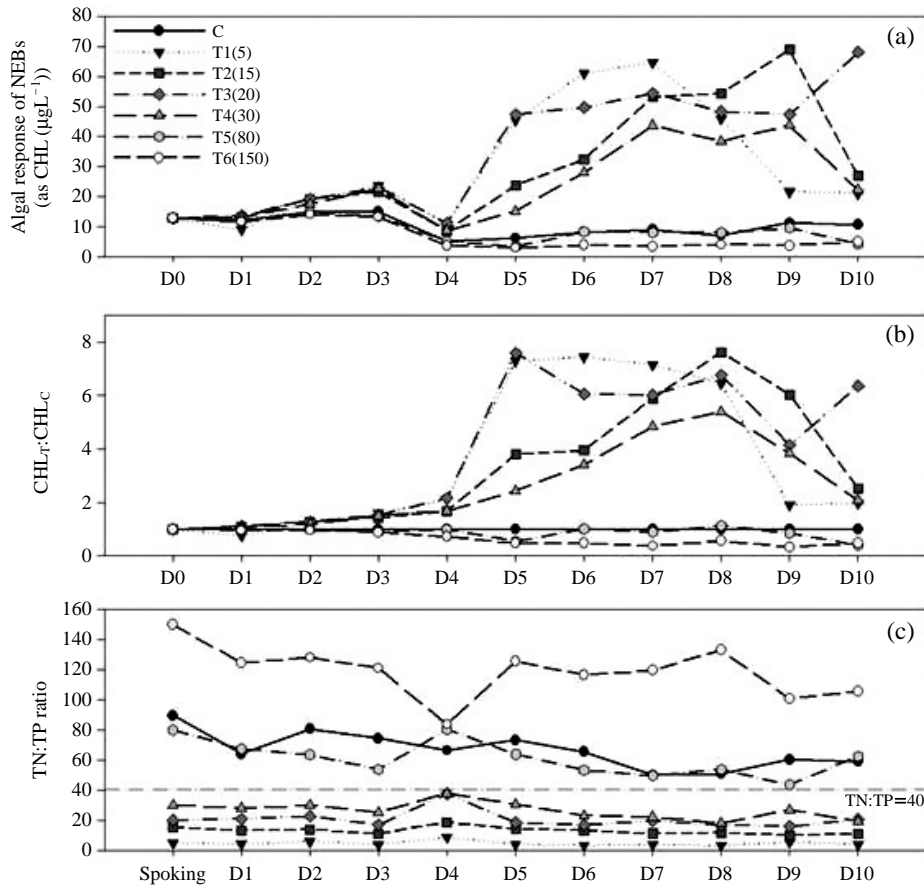 80
70
60
50
40
30
20
10
0
Algal response of NEBs
(as CHL (µgL⁻¹))
(a)
C
T1(5)
T2(15)
T3(20)
T4(30)
T5(80)
T6(150)
D0 D1 D2 D3 D4 D5 D6 D7 D8 D9 D10
8
6
4
2
0
CHL_T:CHL_C
(b)
D0 D1 D2 D3 D4 D5 D6 D7 D8 D9 D10
160
140
120
100
80
60
40
20
0
TN:TP ratio
(c)
TN:TP=40
Spoking D1 D2 D3 D4 D5 D6 D7 D8 D9 D10